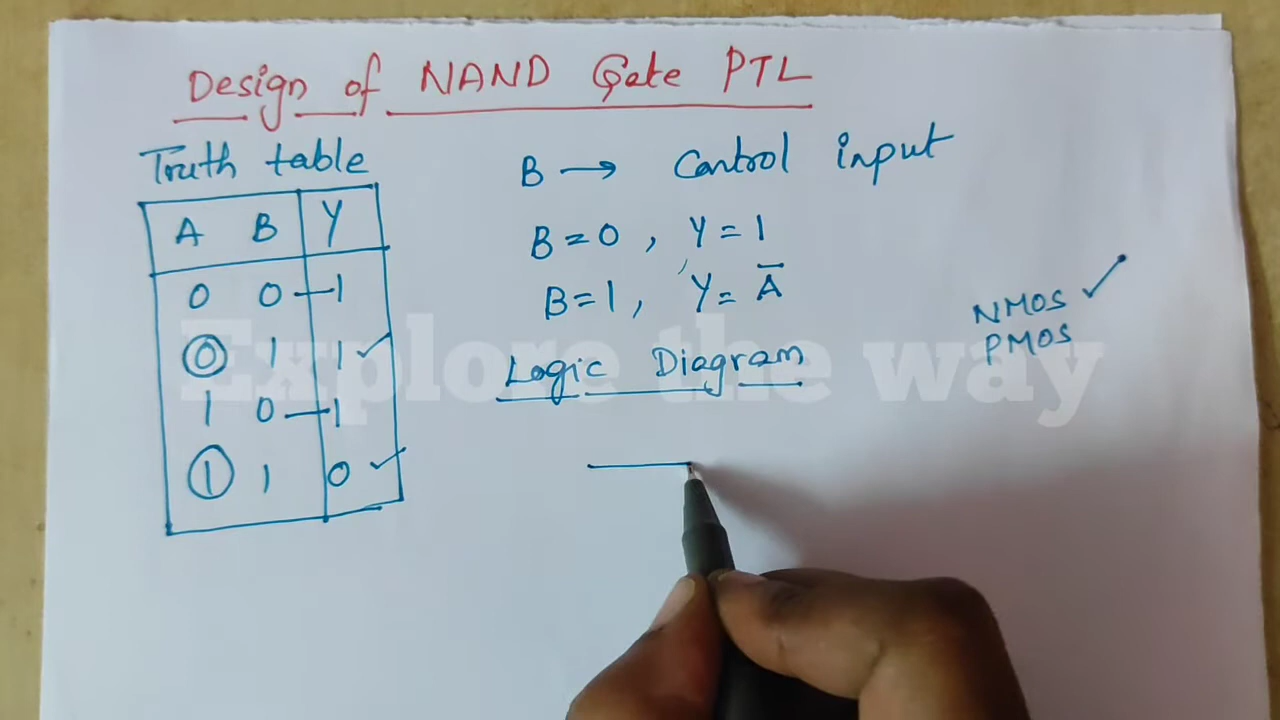 Design of NAND Gate PTL
Truth table
A B Y
0 0 1
0 1 1
1 0 1
1 1 0
B → Control input
B=0, Y=1
B=1, Y=A̅
Logic Diagram
NMOS ✓
PMOS
Explore the way